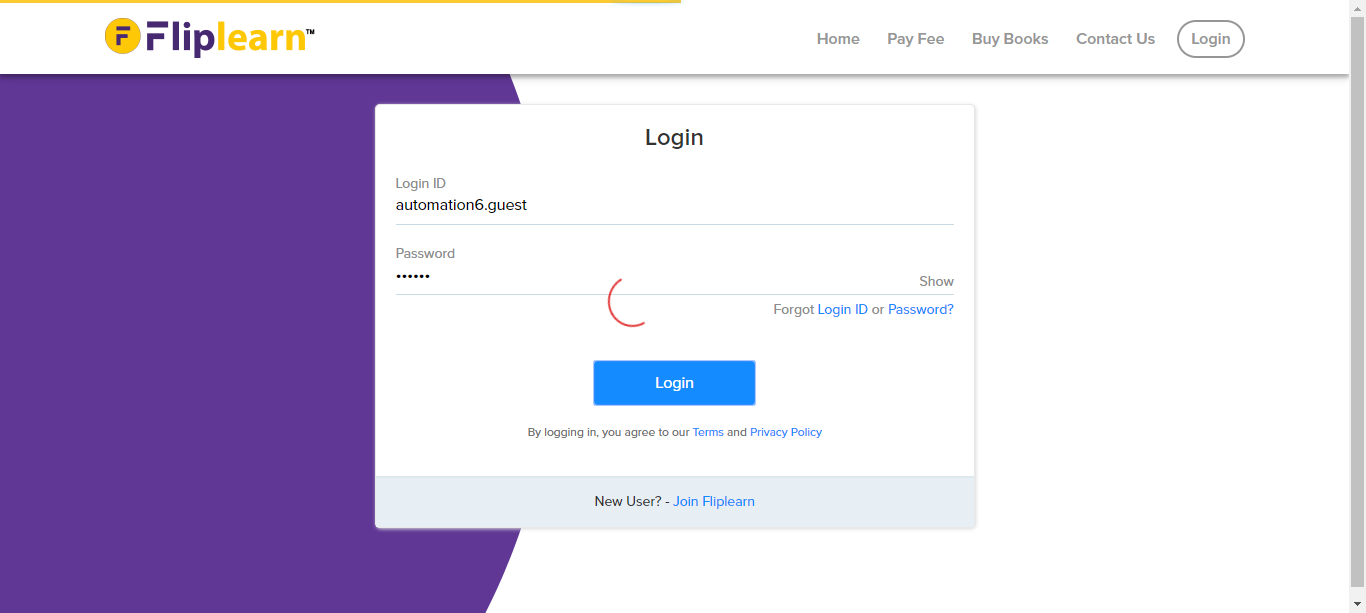 Fliplearn™
Home Pay Fee Buy Books Contact Us Login
Login
Login ID
automation6.guest
Password
••••••
Show
Forgot Login ID or Password?
Login
By logging in, you agree to our Terms and Privacy Policy
New User? - Join Fliplearn